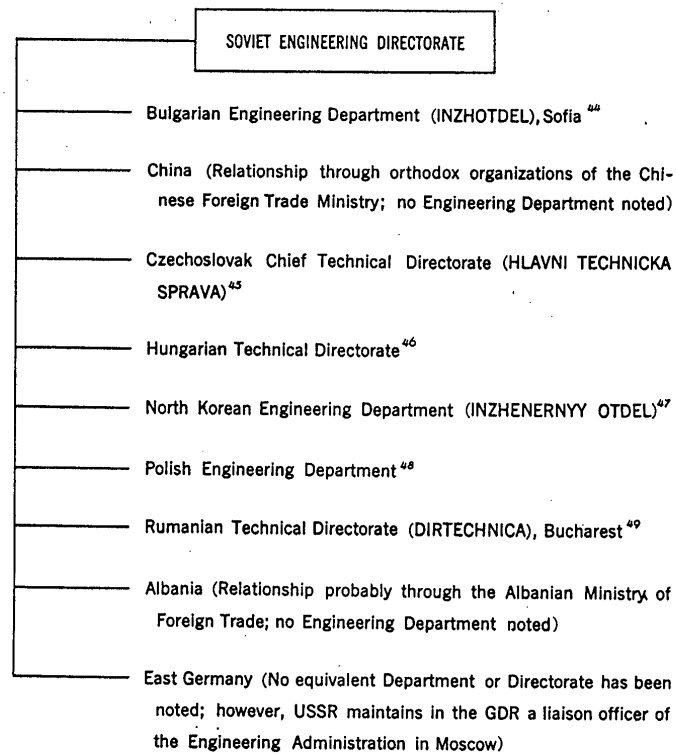 SOVIET ENGINEERING DIRECTORATE
Bulgarian Engineering Department (INZHOTDEL), Sofia 44
China (Relationship through orthodox organizations of the Chi-
nese Foreign Trade Ministry; no Engineering Department noted)
Czechoslovak Chief Technical Directorate (HLAVNI TECHNICKA
SPRAVA) 45
Hungarian Technical Directorate 46
North Korean Engineering Department (INZHENERNYY OTDEL) 47
Polish Engineering Department 48
Rumanian Technical Directorate (DIRTECHNICA), Bucharest 49
Albania (Relationship probably through the Albanian Ministry of
Foreign Trade; no Engineering Department noted)
East Germany (No equivalent Department or Directorate has been
noted; however, USSR maintains in the GDR a liaison officer of
the Engineering Administration in Moscow)